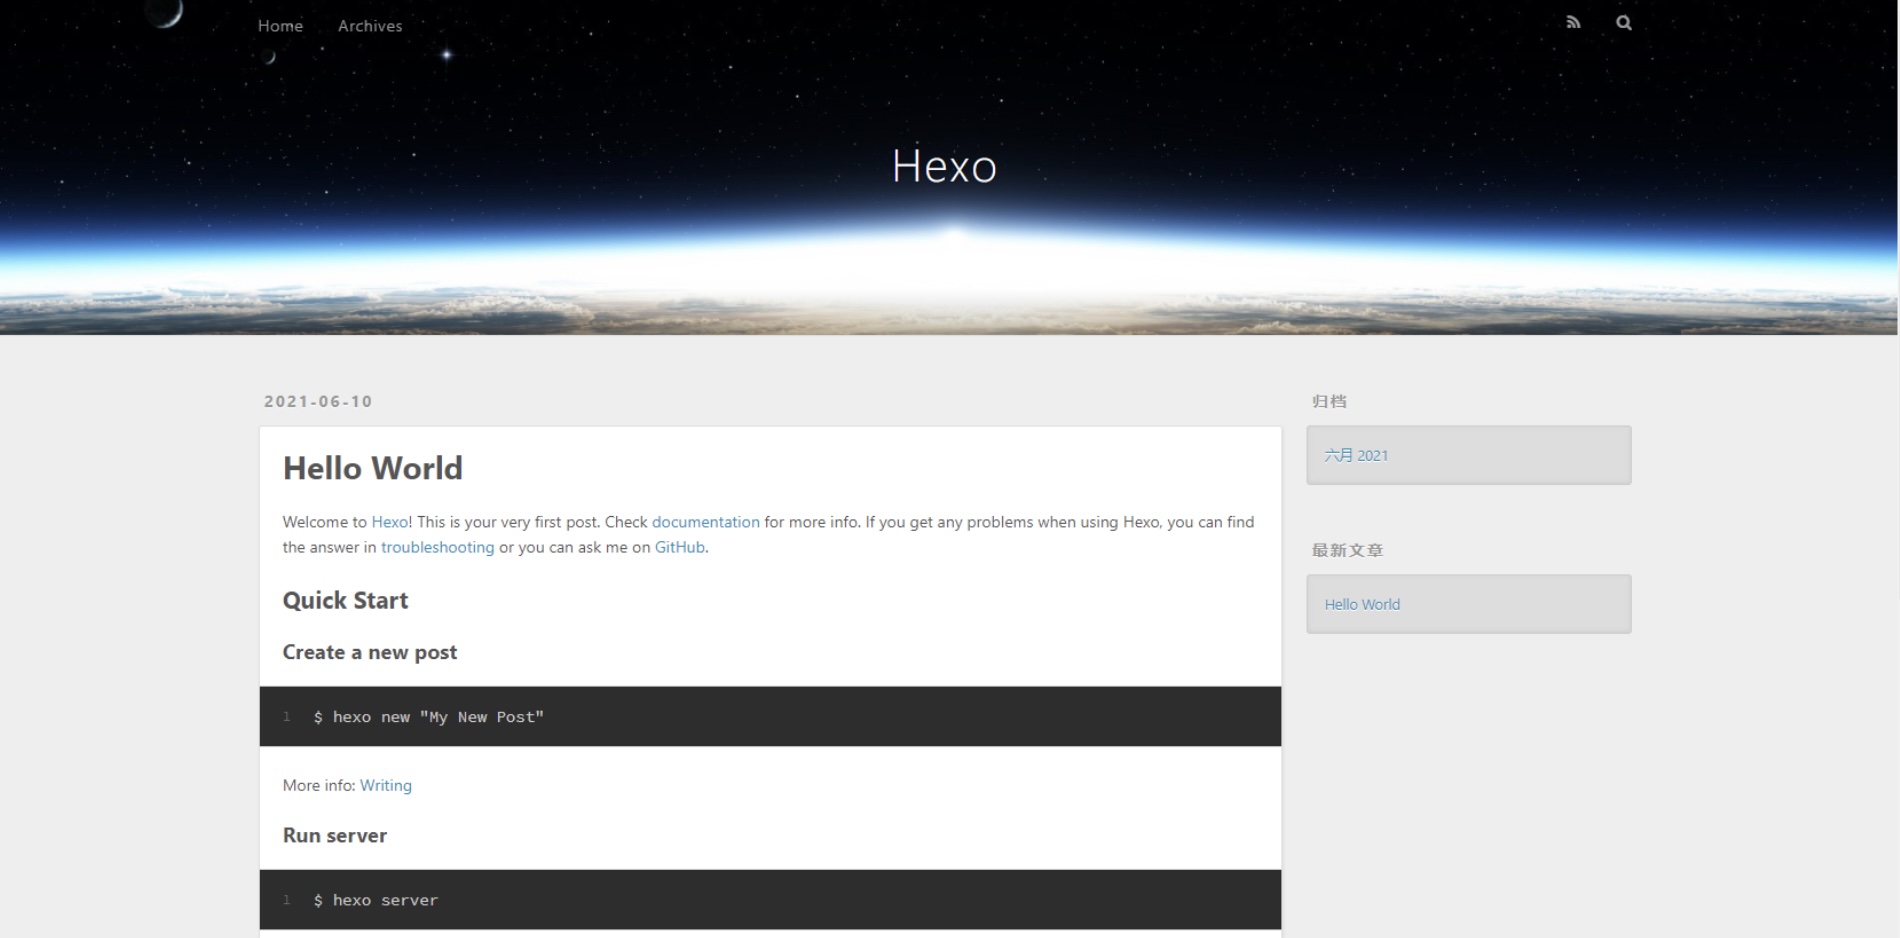 Home Archives
Hexo
2021-06-10
Hello World
Welcome to Hexo! This is your very first post. Check documentation for more info. If you get any problems when using Hexo, you can find
the answer in troubleshooting or you can ask me on GitHub.
Quick Start
Create a new post
1 $ hexo new "My New Post"
More info: Writing
Run server
1 $ hexo server
归档
六月 2021
最新文章
Hello World